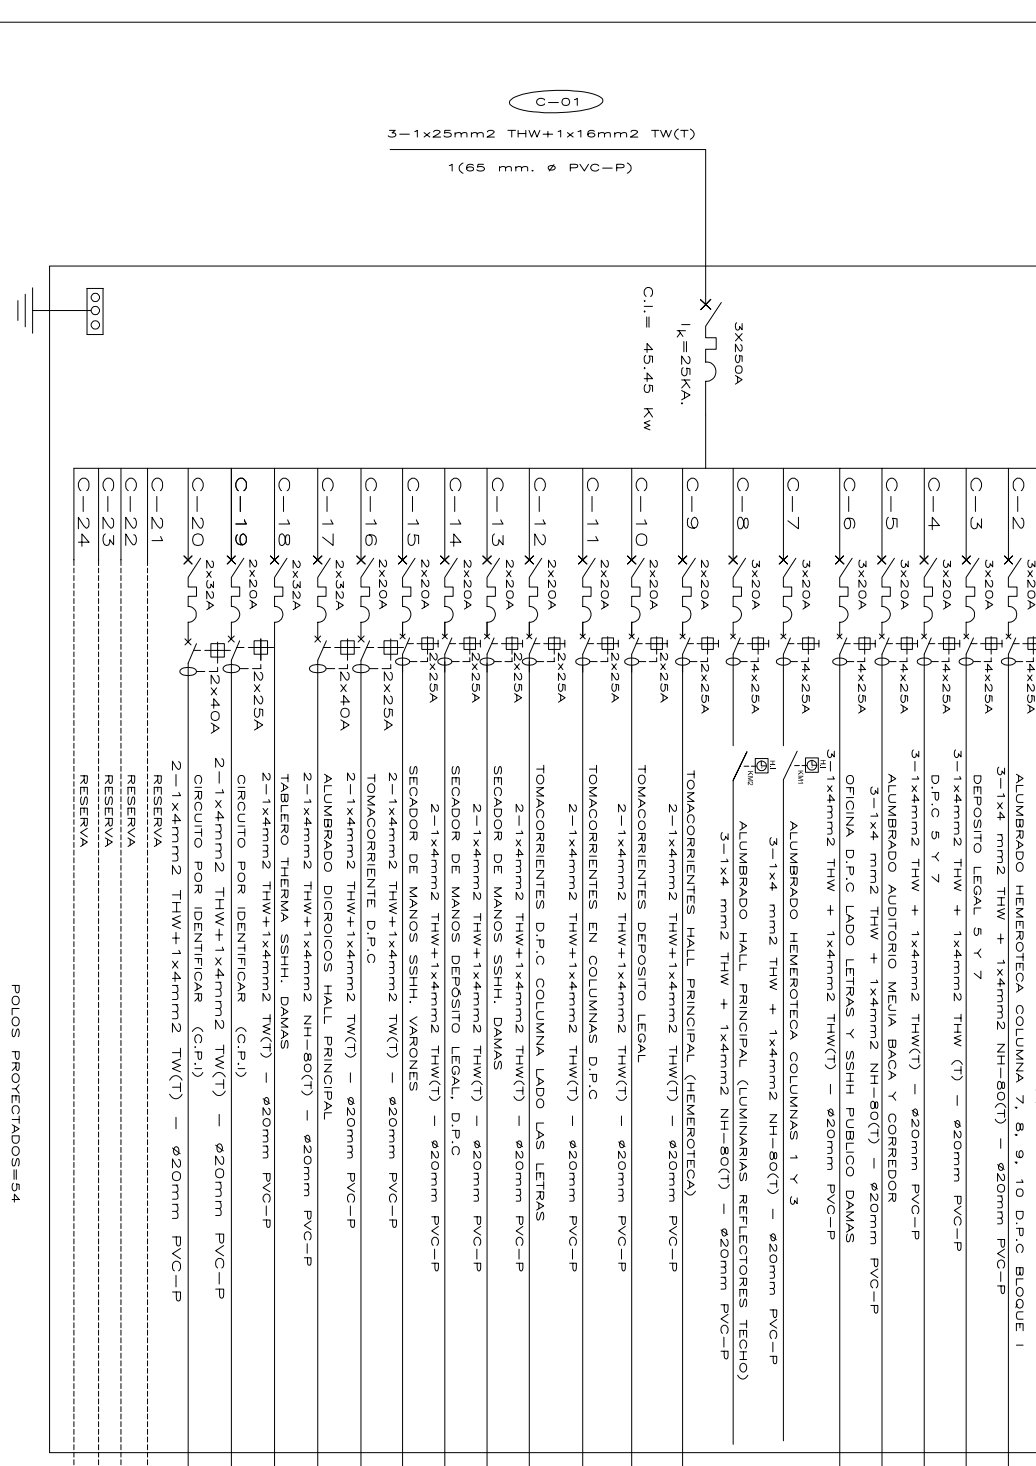 C-01
3-1x25mm2 THW+1x16mm2 TW(T)
1(65 mm. ø PVC-P)
3X250A
Ik=25KA.
C.I.= 45.45 Kw
C-2
3x20A
4x25A
ALUMBRADO HEMEROTECA COLUMNA 7, 8, 9, 10 D.P.C BLOQUE I
3-1x4 mm2 THW + 1x4mm2 NH-80(T) - ø20mm PVC-P
C-3
3x20A
4x25A
DEPOSITO LEGAL 5 Y 7
3-1x4mm2 THW + 1x4mm2 THW (T) - ø20mm PVC-P
C-4
3x20A
4x25A
D.P.C 5 Y 7
3-1x4mm2 THW + 1x4mm2 THW(T) - ø20mm PVC-P
C-5
3x20A
4x25A
ALUMBRADO AUDITORIO MEJIA BACA Y CORREDOR
3-1x4 mm2 THW + 1x4mm2 NH-80(T) - ø20mm PVC-P
C-6
3x20A
4x25A
OFICINA D.P.C LADO LETRAS Y SSHH PUBLICO DAMAS
3-1x4mm2 THW + 1x4mm2 THW(T) - ø20mm PVC-P
C-7
3x20A
4x25A
KM1
ALUMBRADO HEMEROTECA COLUMNAS 1 Y 3
3-1x4 mm2 THW + 1x4mm2 NH-80(T) - ø20mm PVC-P
C-8
3x20A
4x25A
KM2
ALUMBRADO HALL PRINCIPAL (LUMINARIAS REFLECTORES TECHO)
3-1x4 mm2 THW + 1x4mm2 NH-80(T) - ø20mm PVC-P
C-9
2x20A
2x25A
TOMACORRIENTES HALL PRINCIPAL (HEMEROTECA)
2-1x4mm2 THW+1x4mm2 THW(T) - ø20mm PVC-P
C-10
2x20A
2x25A
TOMACORRIENTES DEPOSITO LEGAL
2-1x4mm2 THW+1x4mm2 THW(T) - ø20mm PVC-P
C-11
2x20A
2x25A
TOMACORRIENTES EN COLUMNAS D.P.C
2-1x4mm2 THW+1x4mm2 THW(T) - ø20mm PVC-P
C-12
2x20A
2x25A
TOMACORRIENTES D.P.C COLUMNA LADO LAS LETRAS
2-1x4mm2 THW+1x4mm2 THW(T) - ø20mm PVC-P
C-13
2x20A
2x25A
SECADOR DE MANOS SSHH. DAMAS
2-1x4mm2 THW+1x4mm2 THW(T) - ø20mm PVC-P
C-14
2x20A
2x25A
SECADOR DE MANOS DEPÓSITO LEGAL, D.P.C
2-1x4mm2 THW+1x4mm2 THW(T) - ø20mm PVC-P
C-15
2x20A
2x25A
SECADOR DE MANOS SSHH. VARONES
2-1x4mm2 THW+1x4mm2 TW(T) - ø20mm PVC-P
C-16
2x20A
2x25A
TOMACORRIENTE D.P.C
2-1x4mm2 THW+1x4mm2 TW(T) - ø20mm PVC-P
C-17
2x32A
2x40A
ALUMBRADO DICROICOS HALL PRINCIPAL
2-1x4mm2 THW+1x4mm2 NH-80(T) - ø20mm PVC-P
C-18
2x32A
TABLERO THERMA SSHH. DAMAS
2-1x4mm2 THW+1x4mm2 TW(T) - ø20mm PVC-P
C-19
2x20A
2x25A
CIRCUITO POR IDENTIFICAR (C.P.I)
2-1x4mm2 THW+1x4mm2 TW(T) - ø20mm PVC-P
C-20
2x32A
2x40A
CIRCUITO POR IDENTIFICAR (C.P.I)
2-1x4mm2 THW+1x4mm2 TW(T) - ø20mm PVC-P
C-21
RESERVA
C-22
RESERVA
C-23
RESERVA
C-24
RESERVA
POLOS PROYECTADOS=54